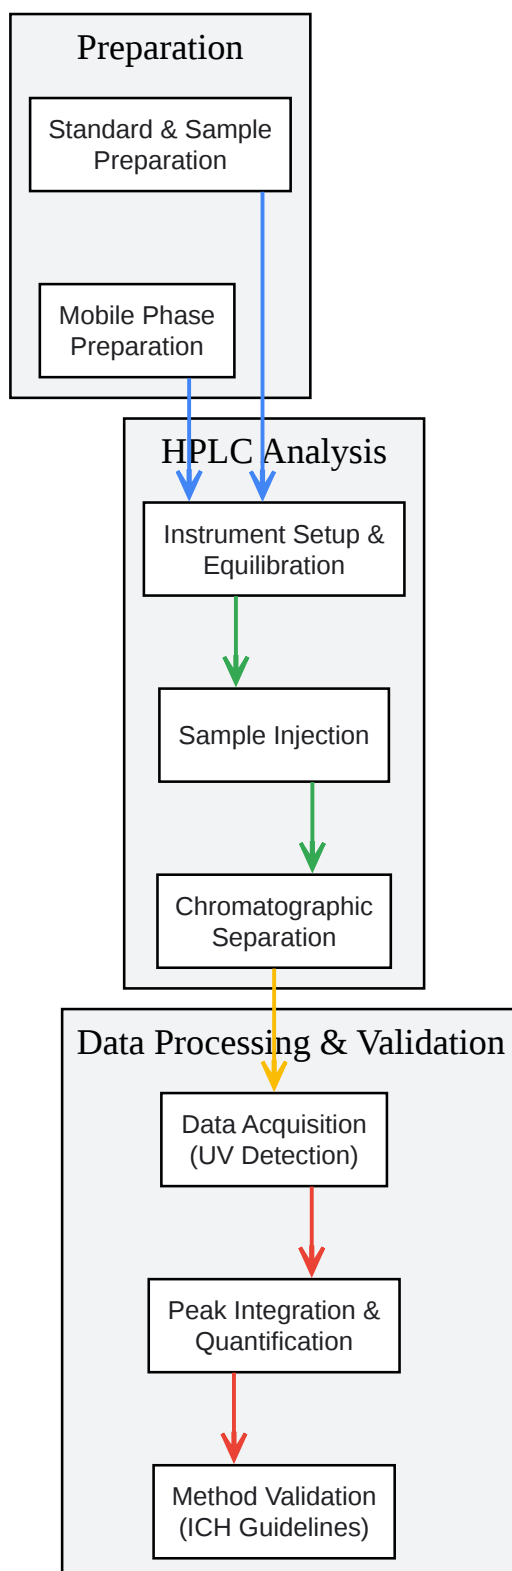 Preparation
Standard & Sample
Preparation
Mobile Phase
Preparation
HPLC Analysis
Instrument Setup &
Equilibration
Sample Injection
Chromatographic
Separation
Data Processing & Validation
Data Acquisition
(UV Detection)
Peak Integration &
Quantification
Method Validation
(ICH Guidelines)